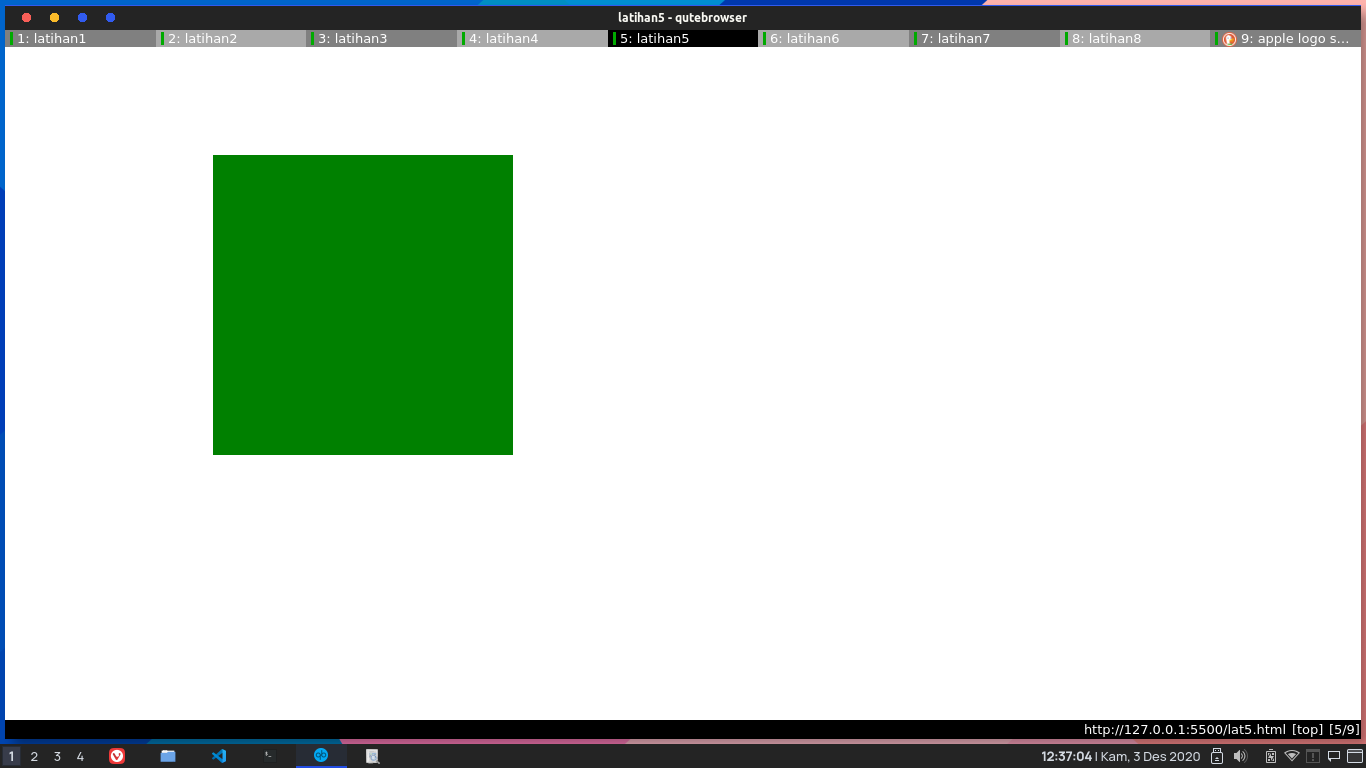 latihan5 - qutebrowser
1: latihan1 2: latihan2 3: latihan3 4: latihan4 5: latihan5 6: latihan6 7: latihan7 8: latihan8 9: apple logo s...
http://127.0.0.1:5500/lat5.html [top] [5/9]
1 2 3 4 12:37:04 | Kam, 3 Des 2020